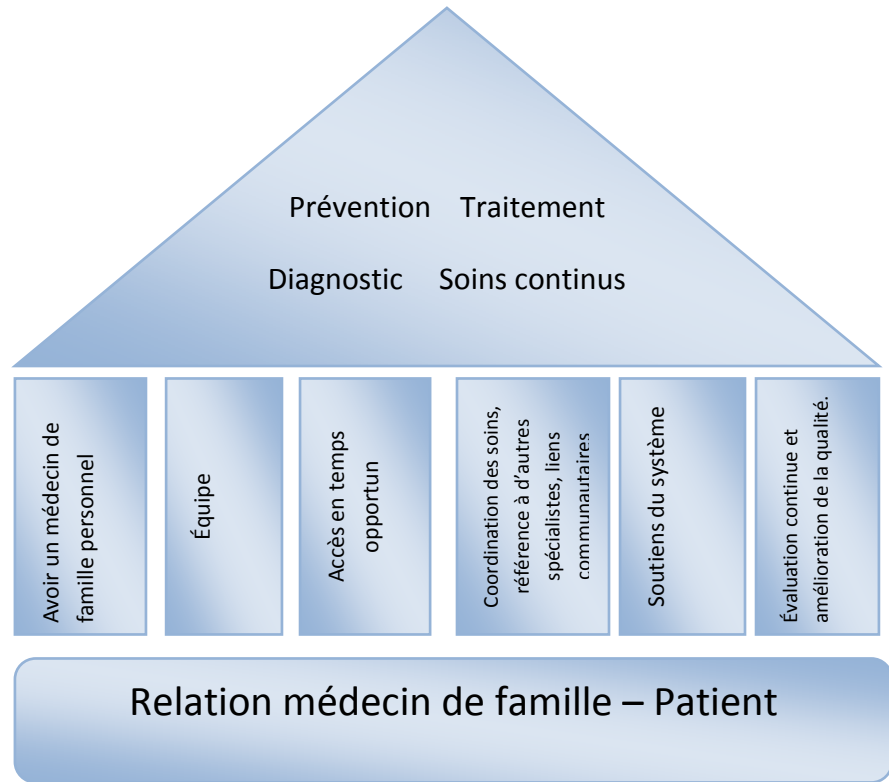 Prévention Traitement
Diagnostic Soins continus
Avoir un médecin de
famille personnel
Équipe
Accès en temps
opportun
Coordination des soins,
référence à d'autres
spécialistes, liens
communautaires
Soutiens du système
Évaluation continue et
amélioration de la qualité.
Relation médecin de famille – Patient